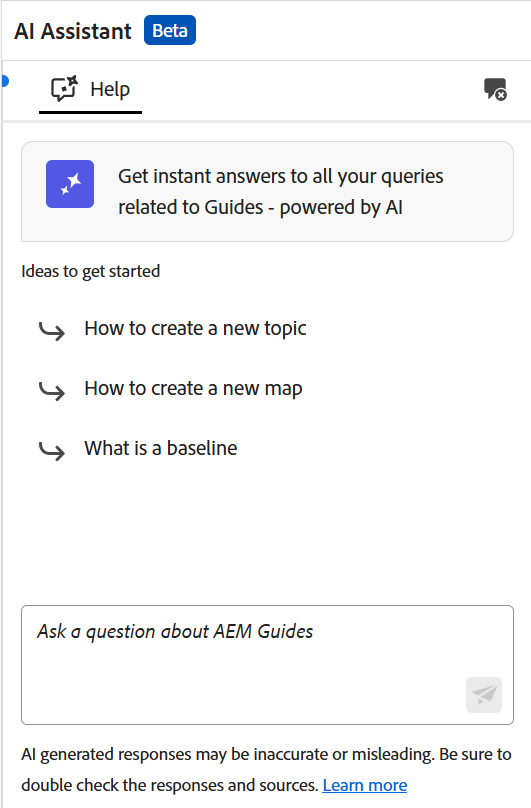 AI Assistant Beta
Help
Get instant answers to all your queries
related to Guides - powered by AI
Ideas to get started
How to create a new topic
How to create a new map
What is a baseline
Ask a question about AEM Guides
AI generated responses may be inaccurate or misleading. Be sure to
double check the responses and sources. Learn more